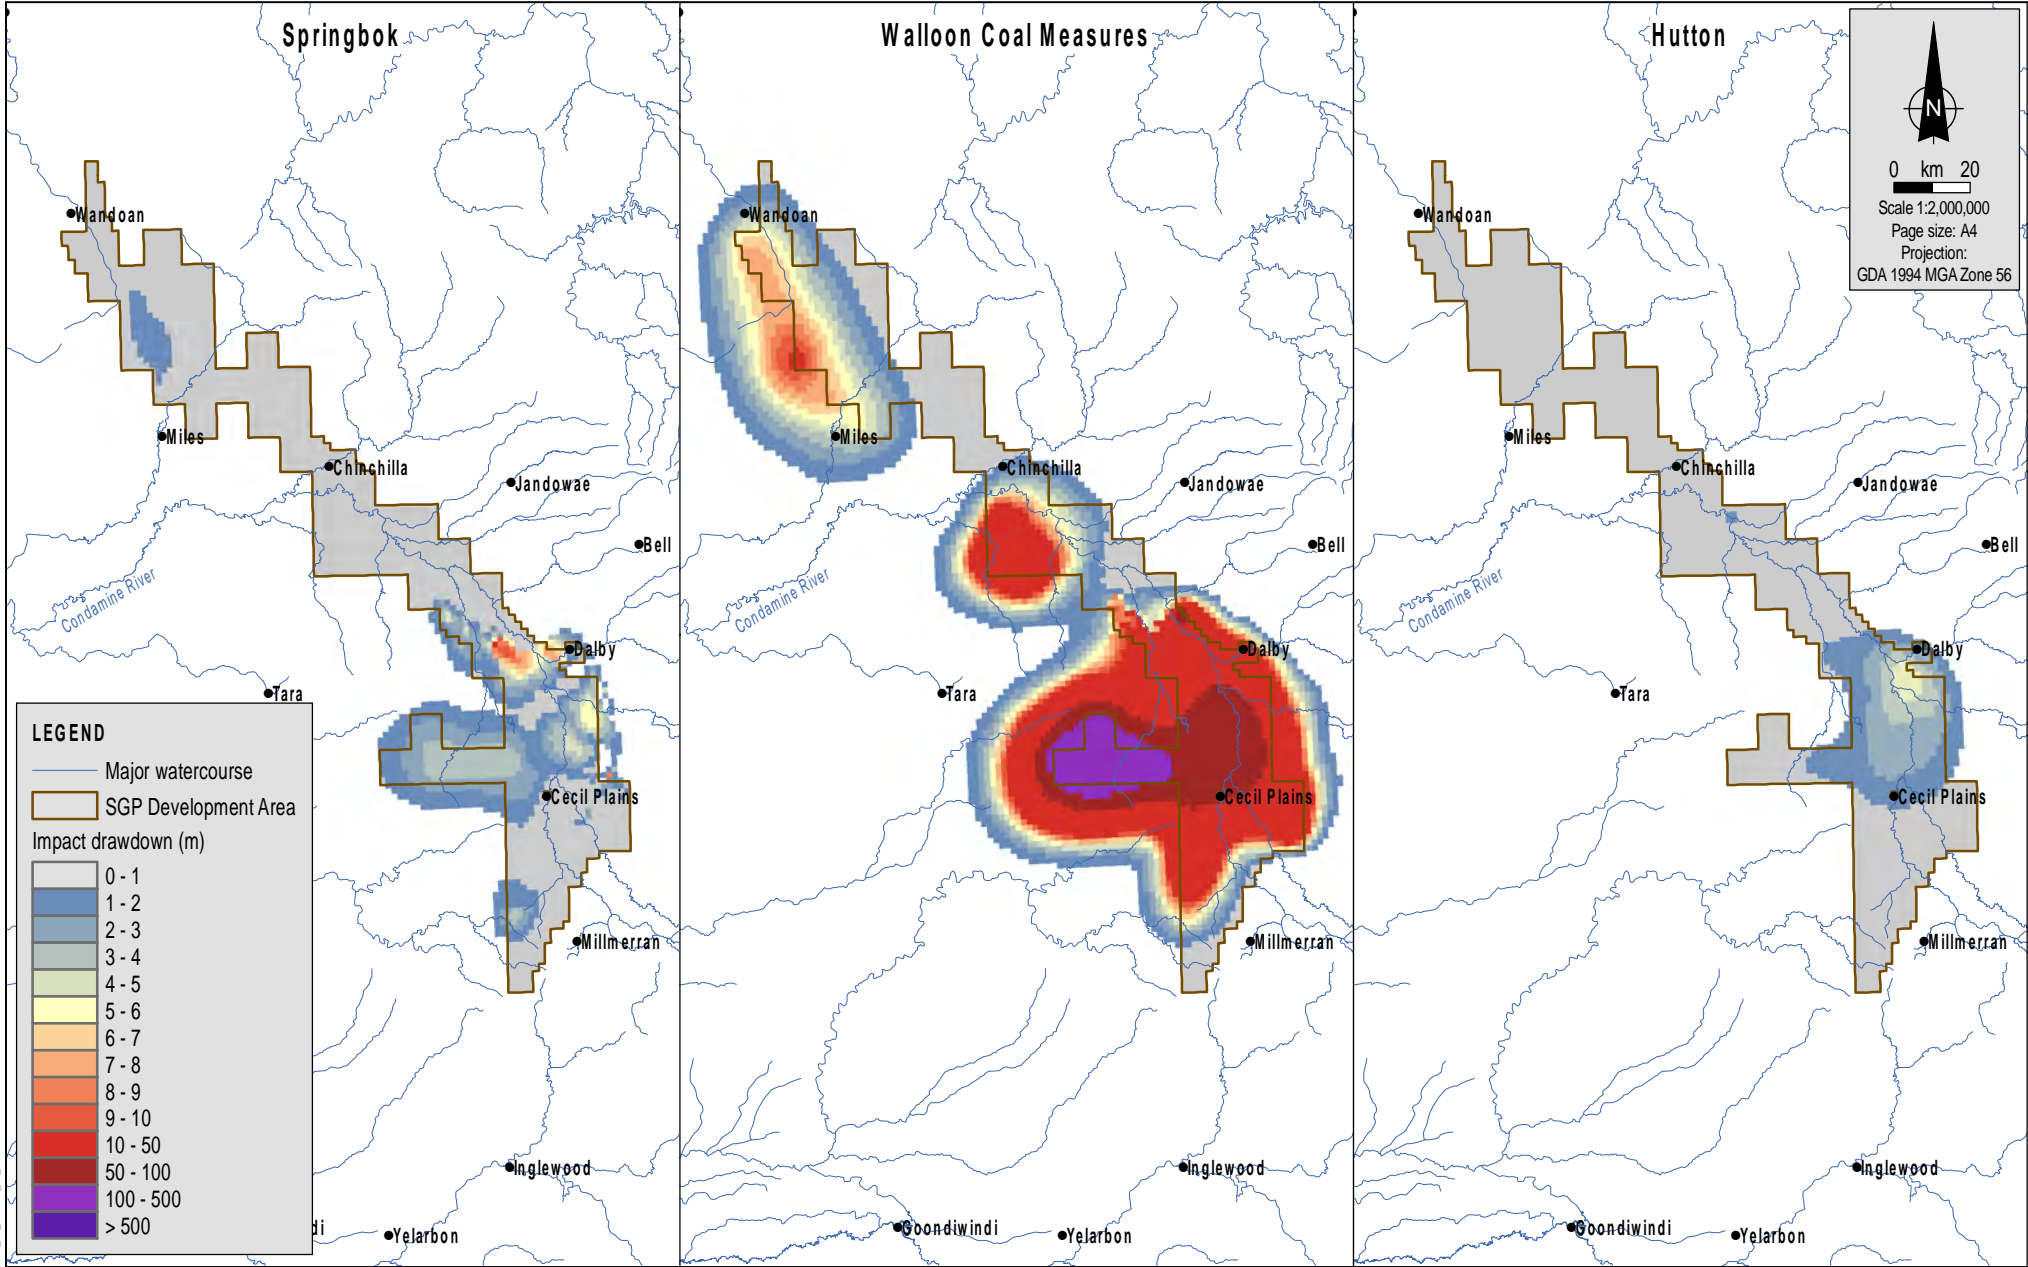 Springbok
Wandoan
Miles
Chinchilla
Jandowae
Bell
Condamine River
Dalby
Tara
Cecil Plains
Millmerran
Inglewood
di
Yelarbon
LEGEND
Major watercourse
SGP Development Area
Impact drawdown (m)
0 - 1
1 - 2
2 - 3
3 - 4
4 - 5
5 - 6
6 - 7
7 - 8
8 - 9
9 - 10
10 - 50
50 - 100
100 - 500
> 500
Walloon Coal Measures
Wandoan
Miles
Chinchilla
Jandowae
Bell
Condamine River
Dalby
Tara
Cecil Plains
Millmerran
Inglewood
Goondiwindi
Yelarbon
Hutton
Wandoan
Miles
Chinchilla
Jandowae
Bell
Condamine River
Dalby
Tara
Cecil Plains
Millmerran
Inglewood
Goondiwindi
Yelarbon
N
0 km 20
Scale 1:2,000,000
Page size: A4
Projection:
GDA 1994 MGA Zone 56